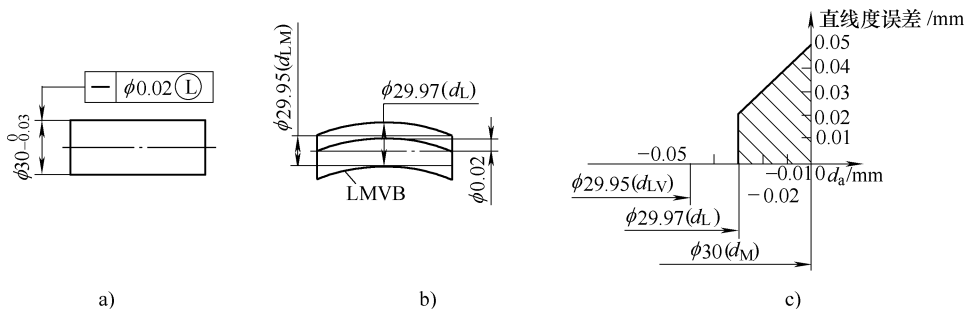 — ϕ0.02 Ⓛ
ϕ30 0 -0.03
a)
ϕ29.95(dLM)
ϕ29.97(dL)
ϕ0.02
LMVB
b)
直线度误差 /mm
0.05
0.04
0.03
0.02
0.01
-0.05
-0.01 0 da/mm
-0.02
ϕ29.95(dLV)
ϕ29.97(dL)
ϕ30(dM)
c)